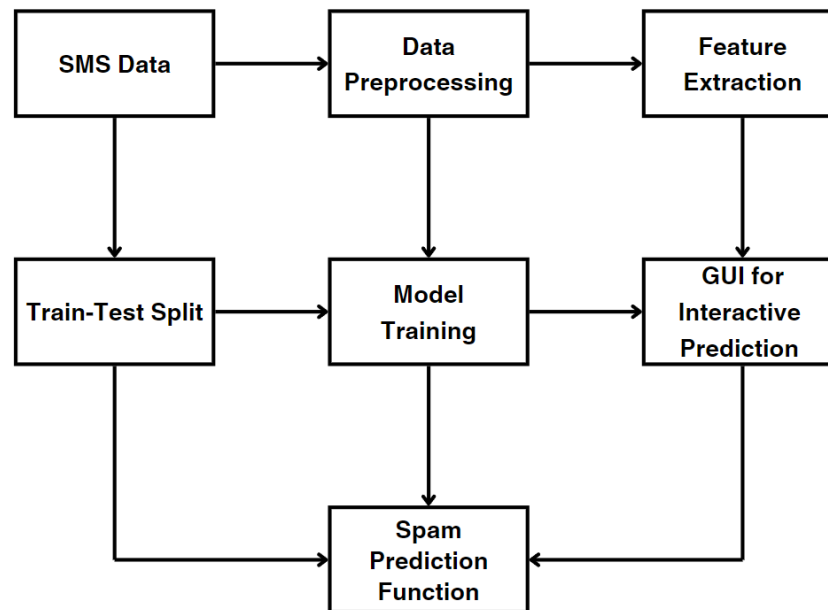 SMS Data
Data
Preprocessing
Feature
Extraction
Train-Test Split
Model
Training
GUI for
Interactive
Prediction
Spam
Prediction
Function